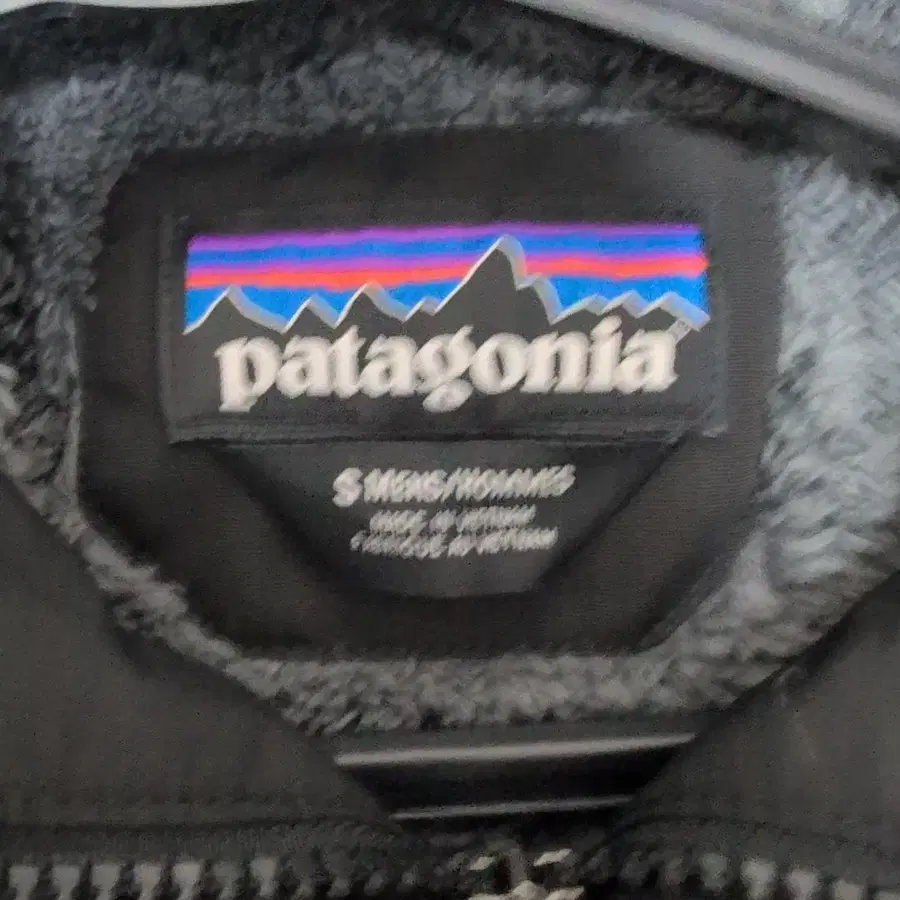 patagonia
S MENS/HOMMES
MADE IN VIETNAM
FABRIQUÉ AU VIETNAM